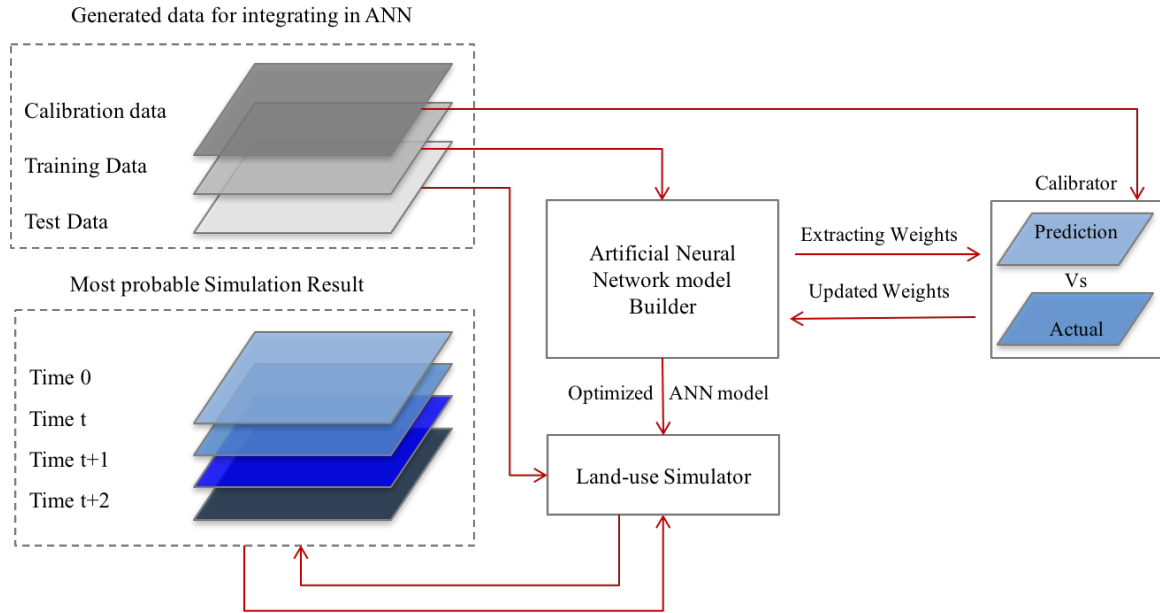 Generated data for integrating in ANN
Calibration data
Training Data
Test Data
Calibrator
Prediction
Vs
Actual
Artificial Neural
Network model
Builder
Extracting Weights
Updated Weights
Most probable Simulation Result
Time 0
Time t
Time t+1
Time t+2
Optimized ANN model
Land-use Simulator